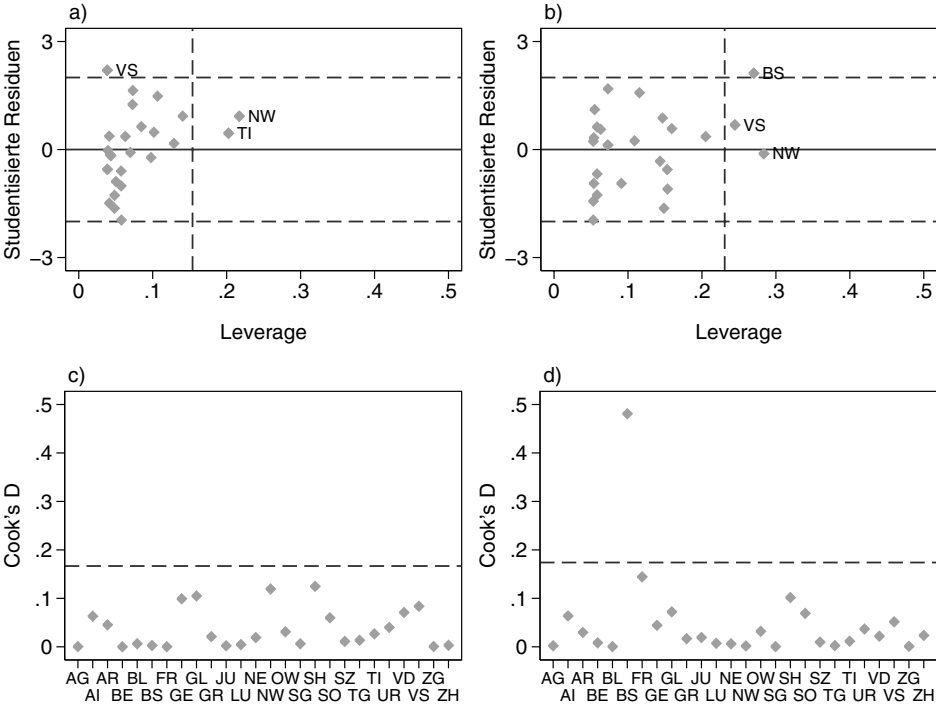 a)
3
0
−3
Studentisierte Residuen
VS
NW
TI
0 .1 .2 .3 .4 .5
Leverage
b)
3
0
−3
Studentisierte Residuen
BS
VS
NW
0 .1 .2 .3 .4 .5
Leverage
c)
.5
.4
.3
.2
.1
0
Cook's D
AG AR BL FR GL JU NE OW SH SZ TI VD ZG
AI BE BS GE GR LU NW SG SO TG UR VS ZH
d)
.5
.4
.3
.2
.1
0
Cook's D
AG AR BL FR GL JU NE OW SH SZ TI VD ZG
AI BE BS GE GR LU NW SG SO TG UR VS ZH